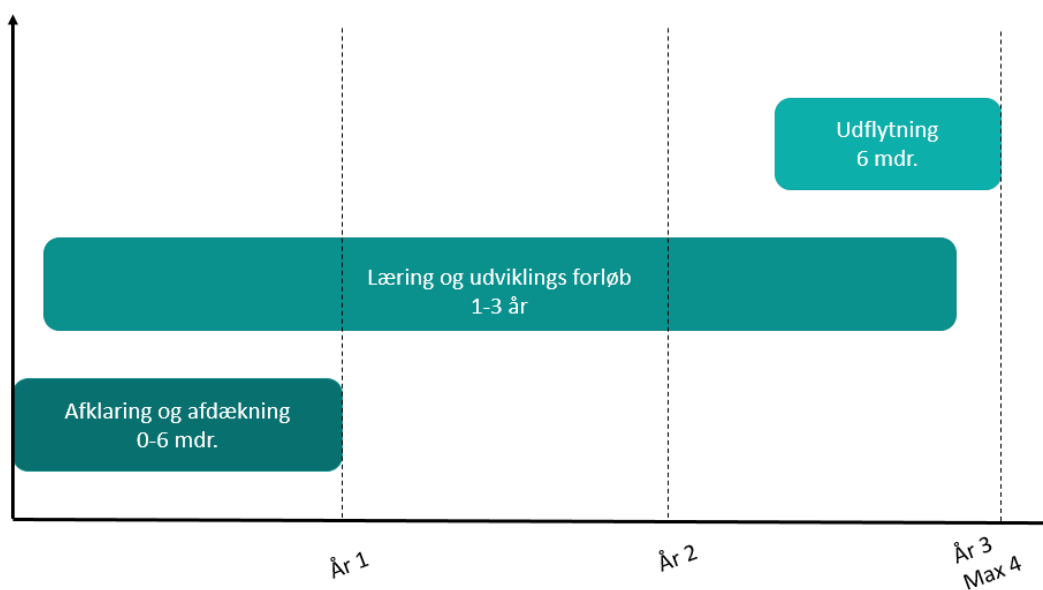 Udflytning
6 mdr.
Læring og udviklings forløb
1-3 år
Afklaring og afdækning
0-6 mdr.
År 1
År 2
År 3
Max 4